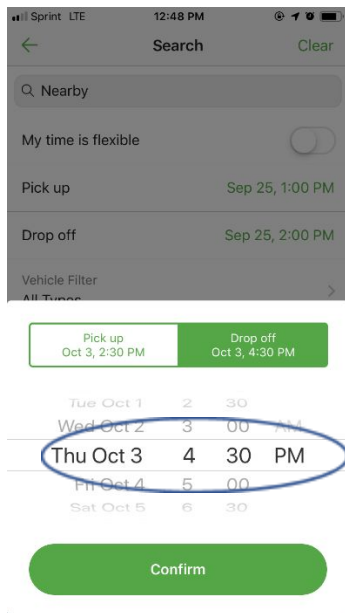 Sprint LTE 12:48 PM
Search Clear
Nearby
My time is flexible
Pick up Sep 25, 1:00 PM
Drop off Sep 25, 2:00 PM
Vehicle Filter
All Types
Pick up Drop off
Oct 3, 2:30 PM Oct 3, 4:30 PM
Tue Oct 1 2 30
Wed Oct 2 3 00 AM
Thu Oct 3 4 30 PM
Fri Oct 4 5 00
Sat Oct 5 6 30
Confirm